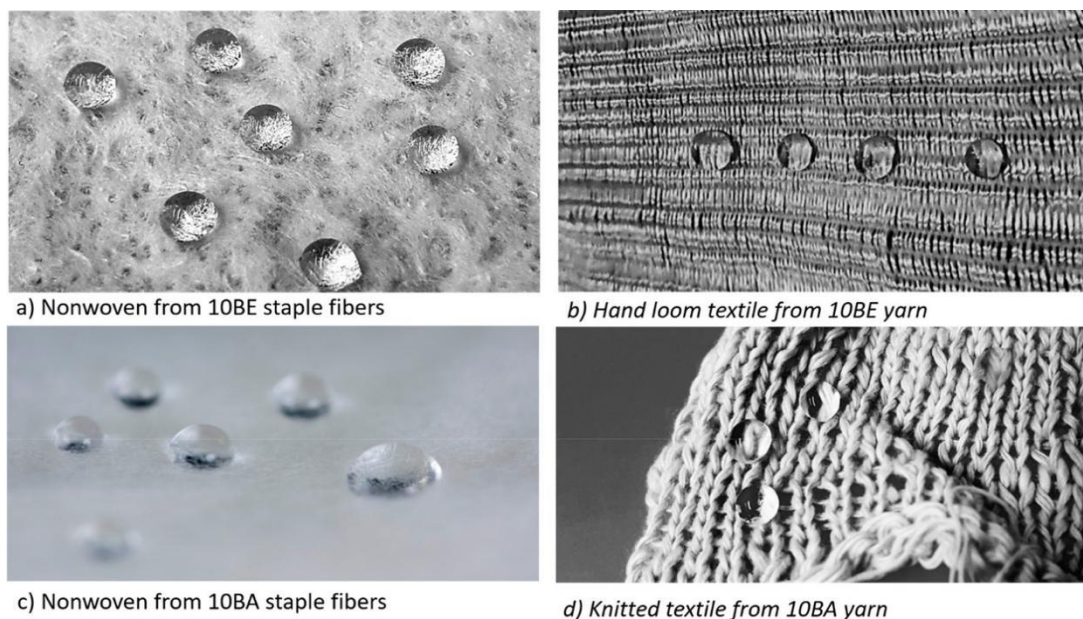 a) Nonwoven from 10BE staple fibers
b) Hand loom textile from 10BE yarn
c) Nonwoven from 10BA staple fibers
d) Knitted textile from 10BA yarn